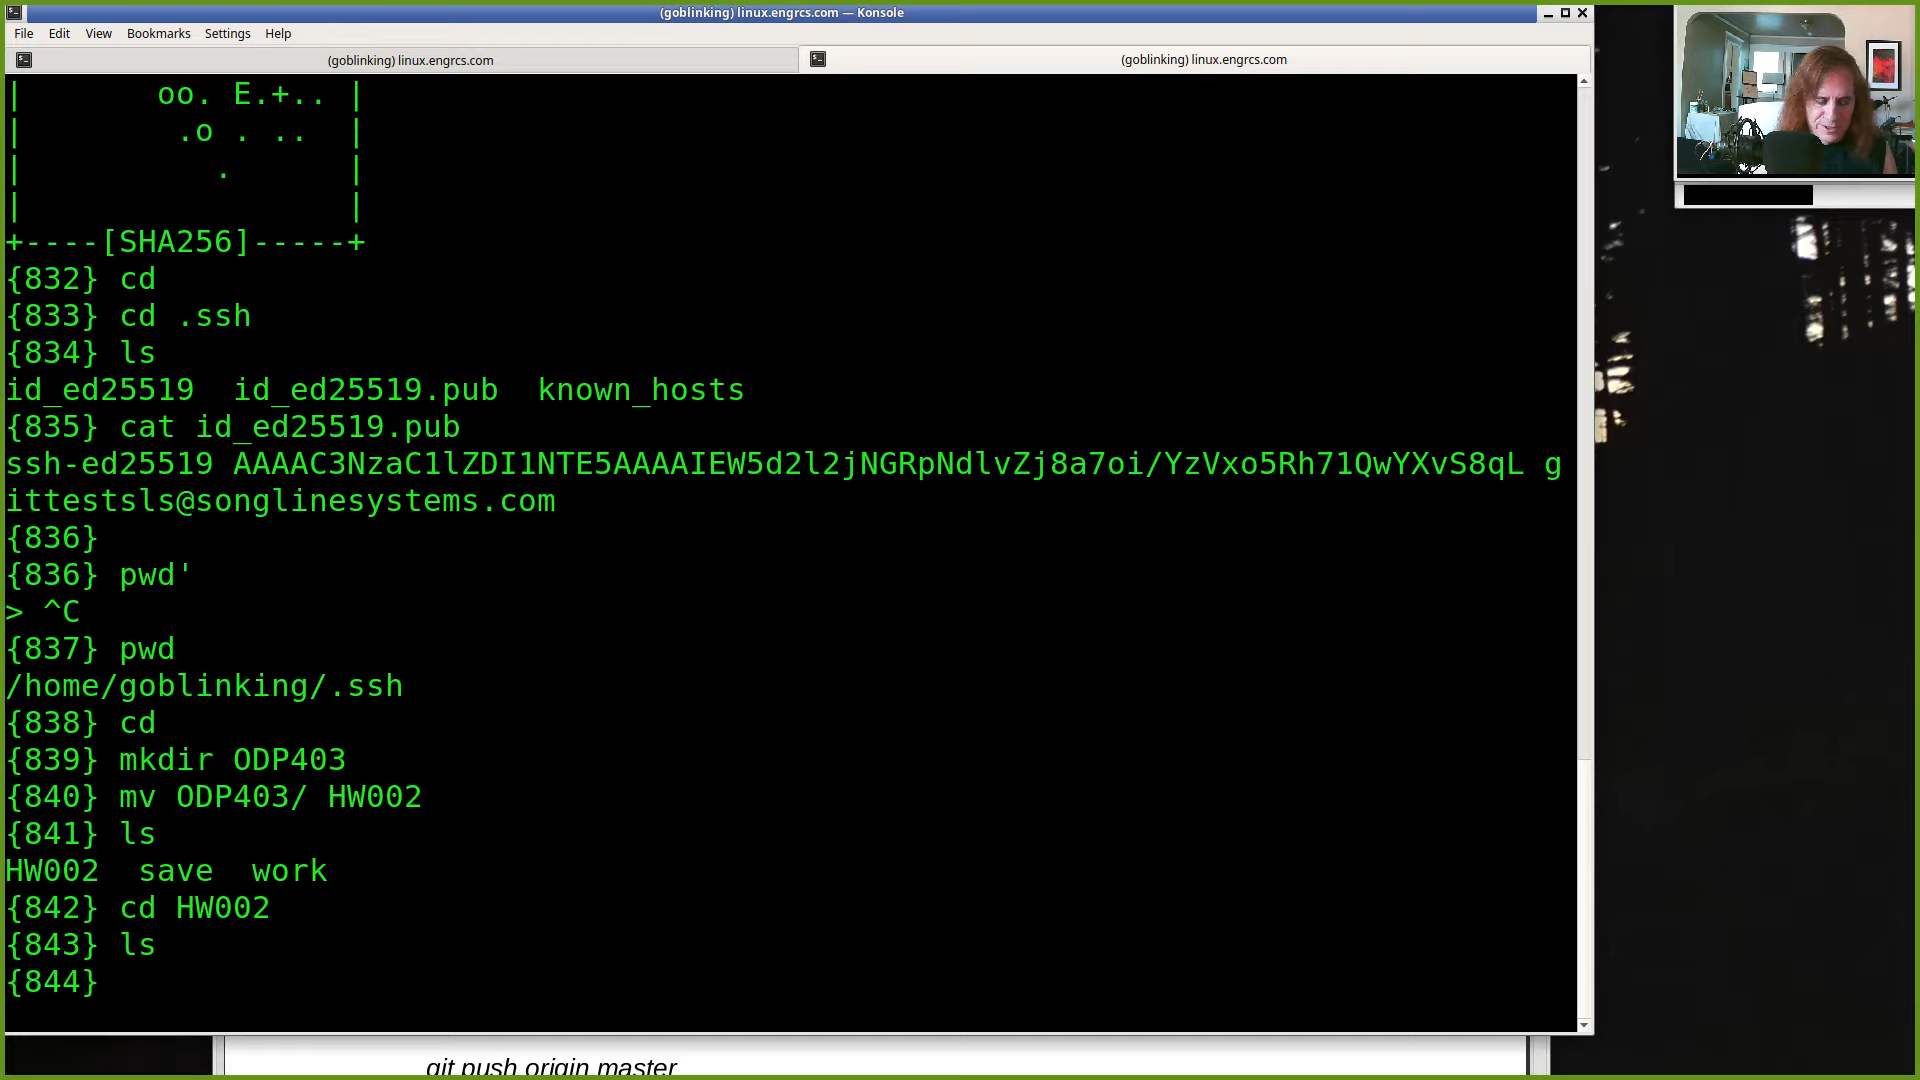 (goblinking) linux.engrcs.com — Konsole
File Edit View Bookmarks Settings Help
(goblinking) linux.engrcs.com
(goblinking) linux.engrcs.com
|       oo. E.+.. |
|        .o . ..  |
|          .      |
|                 |
+----[SHA256]-----+
{832} cd
{833} cd .ssh
{834} ls
id_ed25519  id_ed25519.pub  known_hosts
{835} cat id_ed25519.pub
ssh-ed25519 AAAAC3NzaC1lZDI1NTE5AAAAIEW5d2l2jNGRpNdlvZj8a7oi/YzVxo5Rh71QwYXvS8qL g
ittestsls@songlinesystems.com
{836}
{836} pwd'
> ^C
{837} pwd
/home/goblinking/.ssh
{838} cd
{839} mkdir ODP403
{840} mv ODP403/ HW002
{841} ls
HW002  save  work
{842} cd HW002
{843} ls
{844}
git push origin master